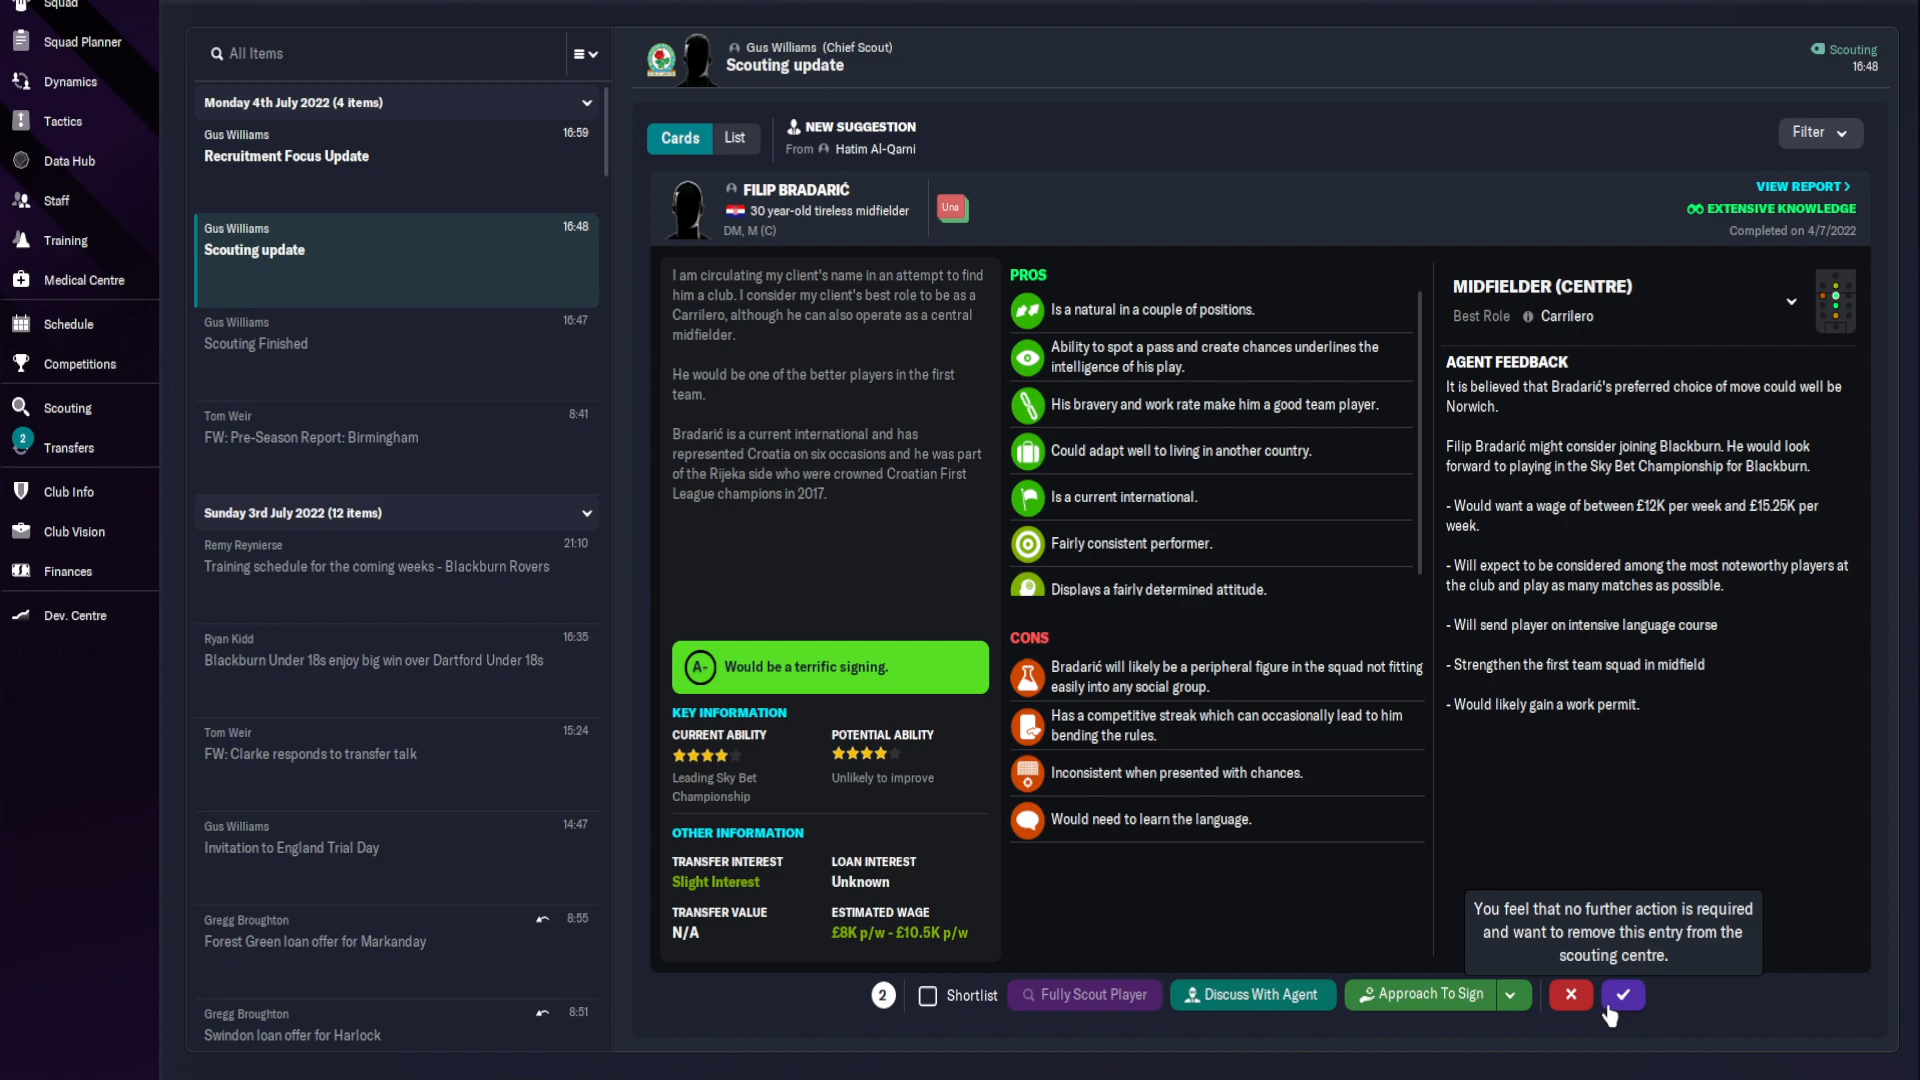 Squad
Squad Planner
Dynamics
Tactics
Data Hub
Staff
Training
Medical Centre
Schedule
Competitions
Scouting
2
Transfers
Club Info
Club Vision
Finances
Dev. Centre
All Items
Monday 4th July 2022 (4 items)
Gus Williams 16:59
Recruitment Focus Update
Gus Williams 16:48
Scouting update
Gus Williams 16:47
Scouting Finished
Tom Weir 8:41
FW: Pre-Season Report: Birmingham
Sunday 3rd July 2022 (12 items)
Remy Reynierse 21:10
Training schedule for the coming weeks - Blackburn Rovers
Ryan Kidd 16:35
Blackburn Under 18s enjoy big win over Dartford Under 18s
Tom Weir 15:24
FW: Clarke responds to transfer talk
Gus Williams 14:47
Invitation to England Trial Day
Gregg Broughton 8:55
Forest Green loan offer for Markanday
Gregg Broughton 8:51
Swindon loan offer for Harlock
Gus Williams (Chief Scout)
Scouting update
Scouting
16:48
Cards List
NEW SUGGESTION
From Hatim Al-Qarni
Filter
FILIP BRADARIĆ
30 year-old tireless midfielder
DM, M (C)
Una
VIEW REPORT >
EXTENSIVE KNOWLEDGE
Completed on 4/7/2022
I am circulating my client's name in an attempt to find
him a club. I consider my client's best role to be as a
Carrilero, although he can also operate as a central
midfielder.
He would be one of the better players in the first
team.
Bradarić is a current international and has
represented Croatia on six occasions and he was part
of the Rijeka side who were crowned Croatian First
League champions in 2017.
A- Would be a terrific signing.
KEY INFORMATION
CURRENT ABILITY POTENTIAL ABILITY
Leading Sky Bet Unlikely to improve
Championship
OTHER INFORMATION
TRANSFER INTEREST LOAN INTEREST
Slight Interest Unknown
TRANSFER VALUE ESTIMATED WAGE
N/A £8K p/w - £10.5K p/w
PROS
Is a natural in a couple of positions.
Ability to spot a pass and create chances underlines the
intelligence of his play.
His bravery and work rate make him a good team player.
Could adapt well to living in another country.
Is a current international.
Fairly consistent performer.
Displays a fairly determined attitude.
CONS
Bradarić will likely be a peripheral figure in the squad not fitting
easily into any social group.
Has a competitive streak which can occasionally lead to him
bending the rules.
Inconsistent when presented with chances.
Would need to learn the language.
MIDFIELDER (CENTRE)
Best Role Carrilero
AGENT FEEDBACK
It is believed that Bradarić's preferred choice of move could well be
Norwich.
Filip Bradarić might consider joining Blackburn. He would look
forward to playing in the Sky Bet Championship for Blackburn.
- Would want a wage of between £12K per week and £15.25K per
week.
- Will expect to be considered among the most noteworthy players at
the club and play as many matches as possible.
- Will send player on intensive language course
- Strengthen the first team squad in midfield
- Would likely gain a work permit.
You feel that no further action is required
and want to remove this entry from the
scouting centre.
2 Shortlist Fully Scout Player Discuss With Agent Approach To Sign